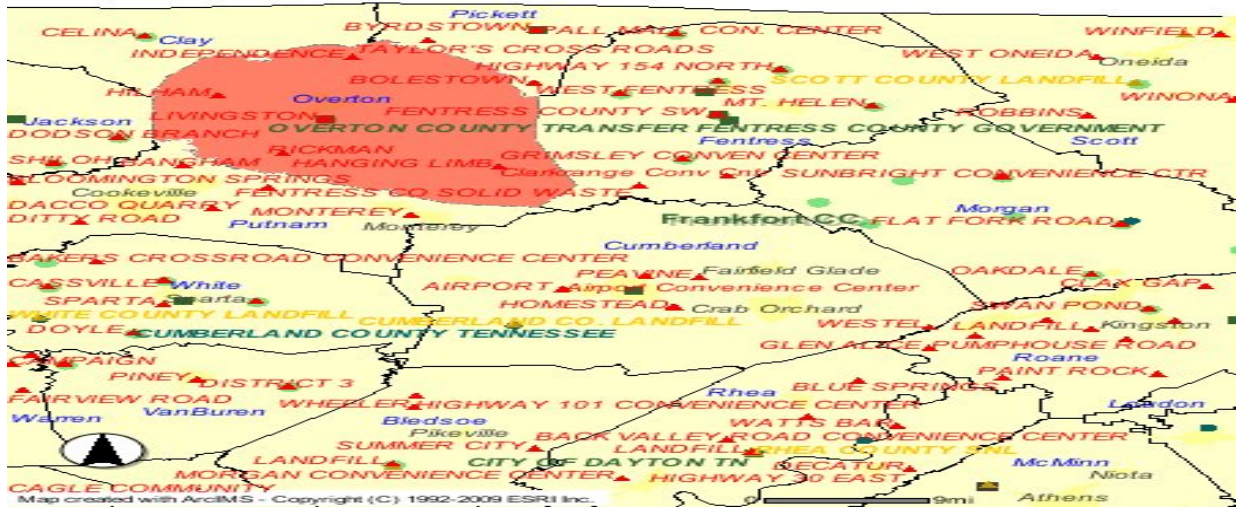 Pickett
BYRDSTOWN PALL MALL CON. CENTER
CELINA Clay WINFIELD
INDEPENDENCE TAYLOR'S CROSS ROADS
WEST ONEIDA
Oneida
HIGHWAY 154 NORTH
BOLESTOWN SCOTT COUNTY LANDFILL
HILHAM Overton WEST FENTRESS
WINONA
LIVINGSTON FENTRESS COUNTY SW MT. HELEN ROBBINS
Jackson
DODSON BRANCH OVERTON COUNTY TRANSFER FENTRESS COUNTY GOVERNMENT
Fentress Scott
RICKMAN
SHILOH BANGHAM HANGING LIMB GRIMSLEY CONVEN CENTER
BLOOMINGTON SPRINGS Clarkrange Conv Cntr SUNBRIGHT CONVENIENCE CTR
Cookeville FENTRESS CO SOLID WASTE
DACCO QUARRY MONTEREY Morgan
DITTY ROAD Putnam Monterey Frankfort CC FLAT FORK ROAD
Cumberland
BAKERS CROSSROAD CONVENIENCE CENTER
CASSVILLE White PEAVINE Fairfield Glade OAKDALE
AIRPORT Airport Convenience Center CLAX GAP
SPARTA Sparta HOMESTEAD Crab Orchard SWAN POND
WHITE COUNTY LANDFILL CUMBERLAND CO. LANDFILL WESTEL LANDFILL Kingston
DOYLE CUMBERLAND COUNTY TENNESSEE
GLEN ALICE PUMPHOUSE ROAD
CAMPAIGN Roane
PINEY DISTRICT 3 BLUE SPRINGS PAINT ROCK
FAIRVIEW ROAD Rhea
WHEELER HIGHWAY 101 CONVENIENCE CENTER Loudon
Warren VanBuren Bledsoe WATTS BAR
Pikeville BACK VALLEY ROAD CONVENIENCE CENTER
SUMMER CITY LANDFILL RHEA COUNTY SNL
LANDFILL CITY OF DAYTON TN DECATUR McMinn
MORGAN CONVENIENCE CENTER HIGHWAY 30 EAST Niota
CAGLE COMMUNITY
Map created with ArcIMS - Copyright (C) 1992-2009 ESRI Inc. 0 9mi Athens